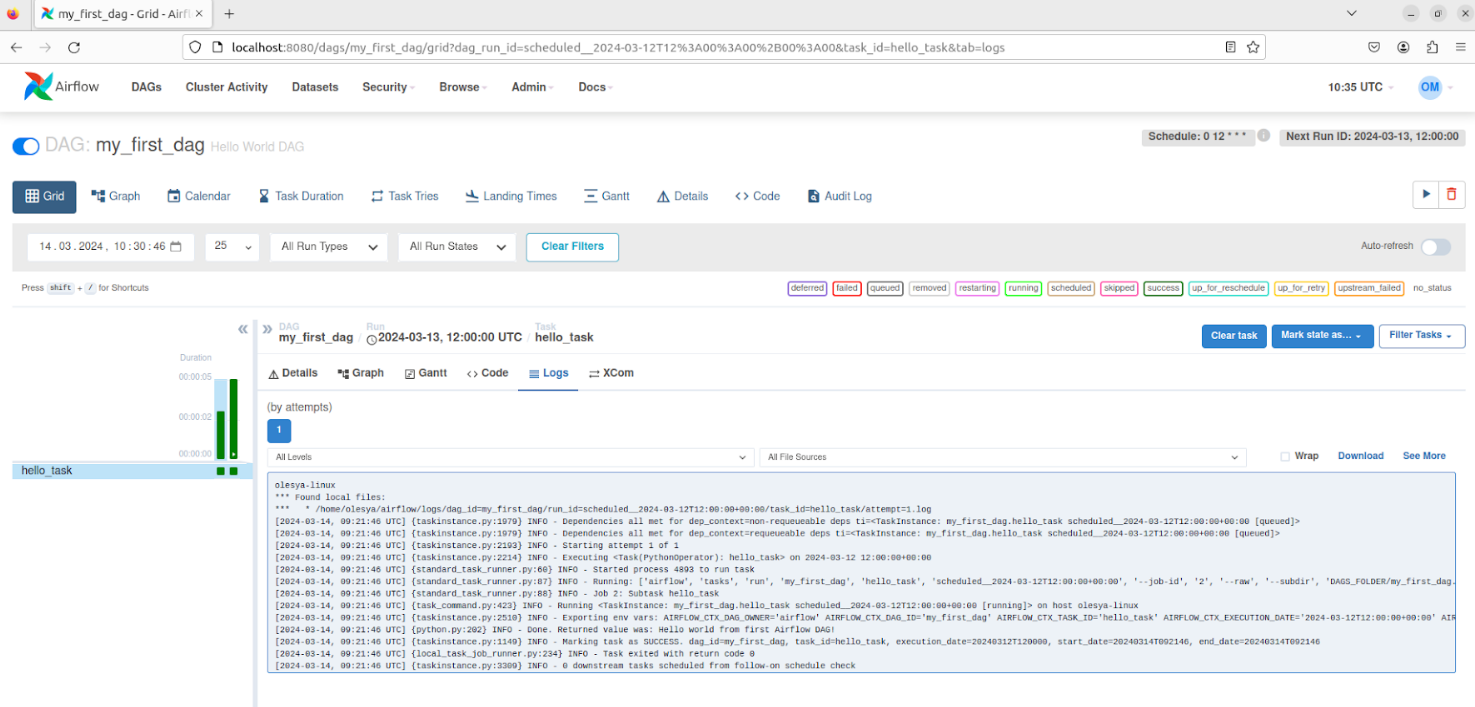 my_first_dag - Grid - Airfl
localhost:8080/dags/my_first_dag/grid?dag_run_id=scheduled__2024-03-12T12%3A00%3A00%2B00%3A00&task_id=hello_task&tab=logs
Airflow DAGs Cluster Activity Datasets Security Browse Admin Docs 10:35 UTC OM
DAG: my_first_dag Hello World DAG Schedule: 0 12 * * * Next Run ID: 2024-03-13, 12:00:00
Grid Graph Calendar Task Duration Task Tries Landing Times Gantt Details Code Audit Log
14.03.2024, 10:30:46 25 All Run Types All Run States Clear Filters Auto-refresh
Press shift + / for Shortcuts deferred failed queued removed restarting running scheduled skipped success up_for_reschedule up_for_retry upstream_failed no_status
DAG Run Task
my_first_dag / 2024-03-13, 12:00:00 UTC / hello_task Clear task Mark state as... Filter Tasks
Duration
00:00:05
00:00:02
00:00:00
hello_task
Details Graph Gantt Code Logs XCom
(by attempts)
1
All Levels All File Sources Wrap Download See More
olesya-linux
*** Found local files:
***   * /home/olesya/airflow/logs/dag_id=my_first_dag/run_id=scheduled__2024-03-12T12:00:00+00:00/task_id=hello_task/attempt=1.log
[2024-03-14, 09:21:46 UTC] {taskinstance.py:1979} INFO - Dependencies all met for dep_context=non-requeueable deps ti=<TaskInstance: my_first_dag.hello_task scheduled__2024-03-12T12:00:00+00:00 [queued]>
[2024-03-14, 09:21:46 UTC] {taskinstance.py:1979} INFO - Dependencies all met for dep_context=requeueable deps ti=<TaskInstance: my_first_dag.hello_task scheduled__2024-03-12T12:00:00+00:00 [queued]>
[2024-03-14, 09:21:46 UTC] {taskinstance.py:2193} INFO - Starting attempt 1 of 1
[2024-03-14, 09:21:46 UTC] {taskinstance.py:2214} INFO - Executing <Task(PythonOperator): hello_task> on 2024-03-12 12:00:00+00:00
[2024-03-14, 09:21:46 UTC] {standard_task_runner.py:60} INFO - Started process 4893 to run task
[2024-03-14, 09:21:46 UTC] {standard_task_runner.py:87} INFO - Running: ['airflow', 'tasks', 'run', 'my_first_dag', 'hello_task', 'scheduled__2024-03-12T12:00:00+00:00', '--job-id', '2', '--raw', '--subdir', 'DAGS_FOLDER/my_first_dag.
[2024-03-14, 09:21:46 UTC] {standard_task_runner.py:88} INFO - Job 2: Subtask hello_task
[2024-03-14, 09:21:46 UTC] {task_command.py:423} INFO - Running <TaskInstance: my_first_dag.hello_task scheduled__2024-03-12T12:00:00+00:00 [running]> on host olesya-linux
[2024-03-14, 09:21:46 UTC] {taskinstance.py:2510} INFO - Exporting env vars: AIRFLOW_CTX_DAG_OWNER='airflow' AIRFLOW_CTX_DAG_ID='my_first_dag' AIRFLOW_CTX_TASK_ID='hello_task' AIRFLOW_CTX_EXECUTION_DATE='2024-03-12T12:00:00+00:00' AIR
[2024-03-14, 09:21:46 UTC] {python.py:202} INFO - Done. Returned value was: Hello world from first Airflow DAG!
[2024-03-14, 09:21:46 UTC] {taskinstance.py:1149} INFO - Marking task as SUCCESS. dag_id=my_first_dag, task_id=hello_task, execution_date=20240312T120000, start_date=20240314T092146, end_date=20240314T092146
[2024-03-14, 09:21:46 UTC] {local_task_job_runner.py:234} INFO - Task exited with return code 0
[2024-03-14, 09:21:46 UTC] {taskinstance.py:3309} INFO - 0 downstream tasks scheduled from follow-on schedule check